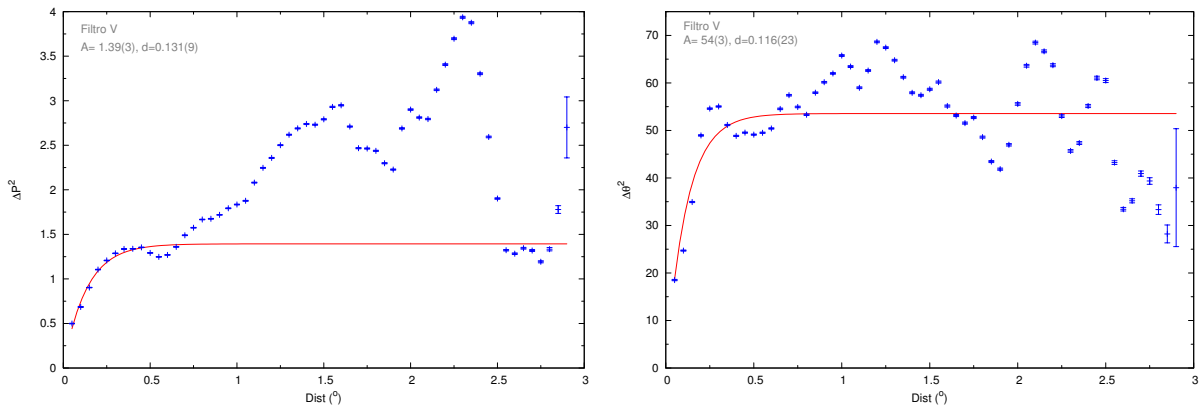 Filtro V
A= 1.39(3), d=0.131(9)
ΔP²
4
3.5
3
2.5
2
1.5
1
0.5
0
0 0.5 1 1.5 2 2.5 3
Dist (°)
Filtro V
A= 54(3), d=0.116(23)
Δθ²
70
60
50
40
30
20
10
0
0 0.5 1 1.5 2 2.5 3
Dist (°)